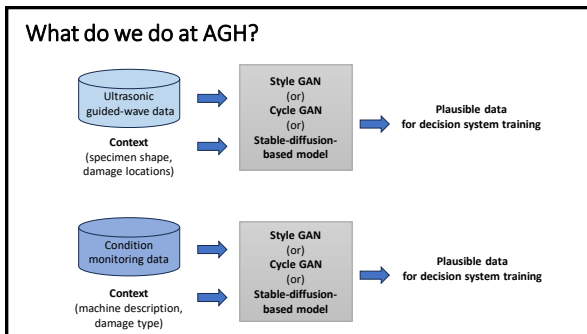 What do we do at AGH?
Ultrasonic
guided-wave data
Context
(specimen shape,
damage locations)
Style GAN
(or)
Cycle GAN
(or)
Stable-diffusion-
based model
Plausible data
for decision system training
Condition
monitoring data
Context
(machine description,
damage type)
Style GAN
(or)
Cycle GAN
(or)
Stable-diffusion-
based model
Plausible data
for decision system training